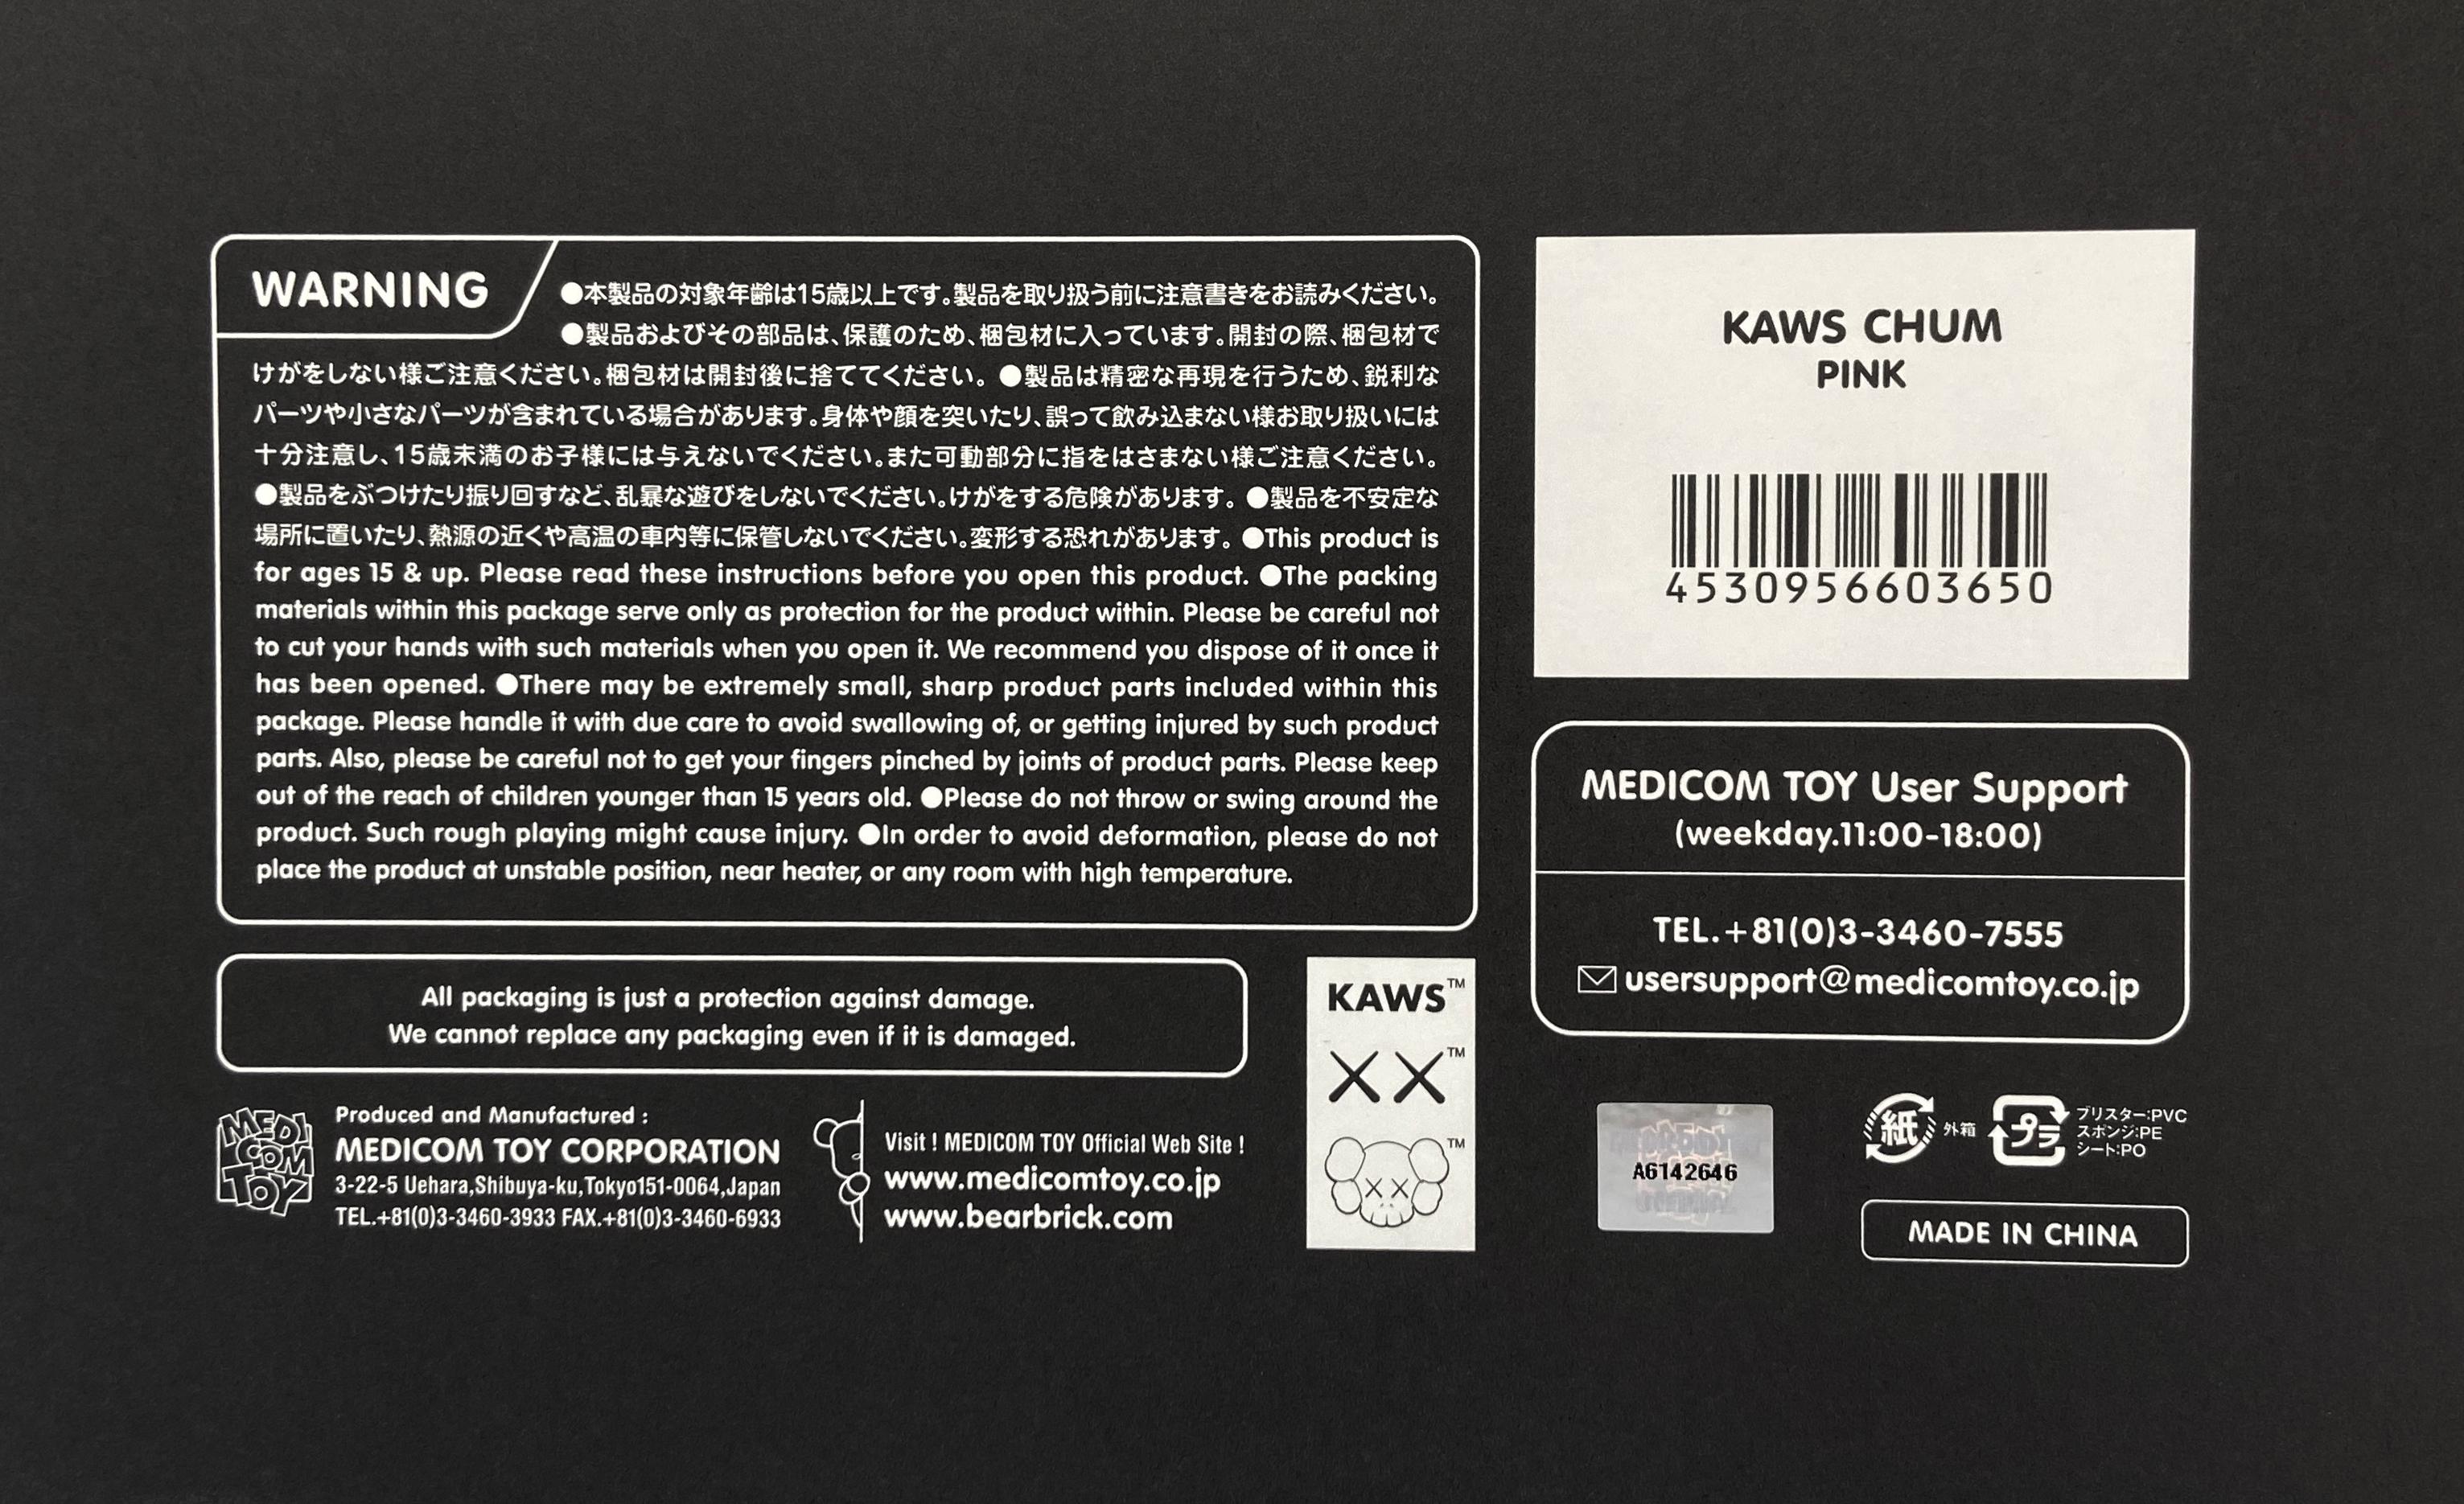 WARNING
●本製品の対象年齢は15歳以上です。製品を取り扱う前に注意書きをお読みください。
●製品およびその部品は、保護のため、梱包材に入っています。開封の際、梱包材で
けがをしない様ご注意ください。梱包材は開封後に捨ててください。 ●製品は精密な再現を行うため、鋭利な
パーツや小さなパーツが含まれている場合があります。身体や顔を突いたり、誤って飲み込まない様お取り扱いには
十分注意し、15歳末満のお子様には与えないでください。また可動部分に指をはさまない様ご注意ください。
●製品をぶつけたり振り回すなど、乱暴な遊びをしないでください。けがをする危険があります。 ●製品を不安定な
場所に置いたり、熱源の近くや高温の車内等に保管しないでください。変形する恐れがあります。 ●This product is
for ages 15 & up. Please read these instructions before you open this product. ●The packing
materials within this package serve only as protection for the product within. Please be careful not
to cut your hands with such materials when you open it. We recommend you dispose of it once it
has been opened. ●There may be extremely small, sharp product parts included within this
package. Please handle it with due care to avoid swallowing of, or getting injured by such product
parts. Also, please be careful not to get your fingers pinched by joints of product parts. Please keep
out of the reach of children younger than 15 years old. ●Please do not throw or swing around the
product. Such rough playing might cause injury. ●In order to avoid deformation, please do not
place the product at unstable position, near heater, or any room with high temperature.
All packaging is just a protection against damage.
We cannot replace any packaging even if it is damaged.
MEDI
COM
TOY
Produced and Manufactured :
MEDICOM TOY CORPORATION
3-22-5 Uehara,Shibuya-ku,Tokyo151-0064,Japan
TEL.+81(0)3-3460-3933 FAX.+81(0)3-3460-6933
Visit ! MEDICOM TOY Official Web Site !
www.medicomtoy.co.jp
www.bearbrick.com
KAWS™
XX™
™
KAWS CHUM
PINK
4530956603650
MEDICOM TOY User Support
(weekday.11:00-18:00)
TEL.+81(0)3-3460-7555
usersupport@medicomtoy.co.jp
A6142646
紙 外箱
プラ
ブリスター:PVC
スポンジ:PE
シート:PO
MADE IN CHINA